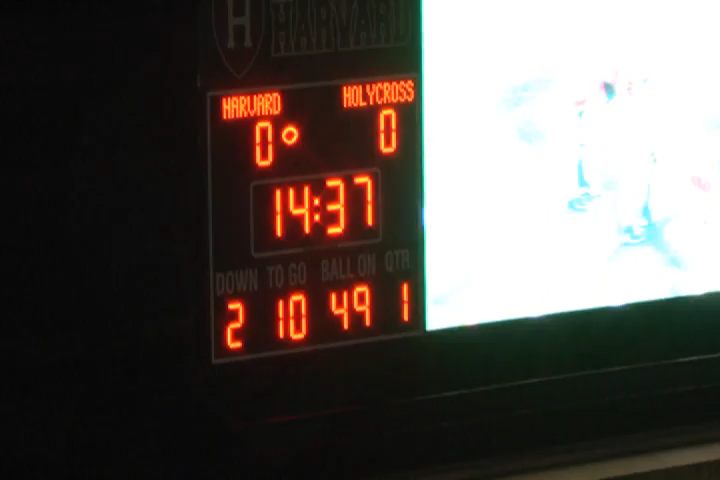 H HARVARD
HARVARD HOLYCROSS
0 0
14:37
DOWN TO GO BALL ON QTR.
2 10 49 1